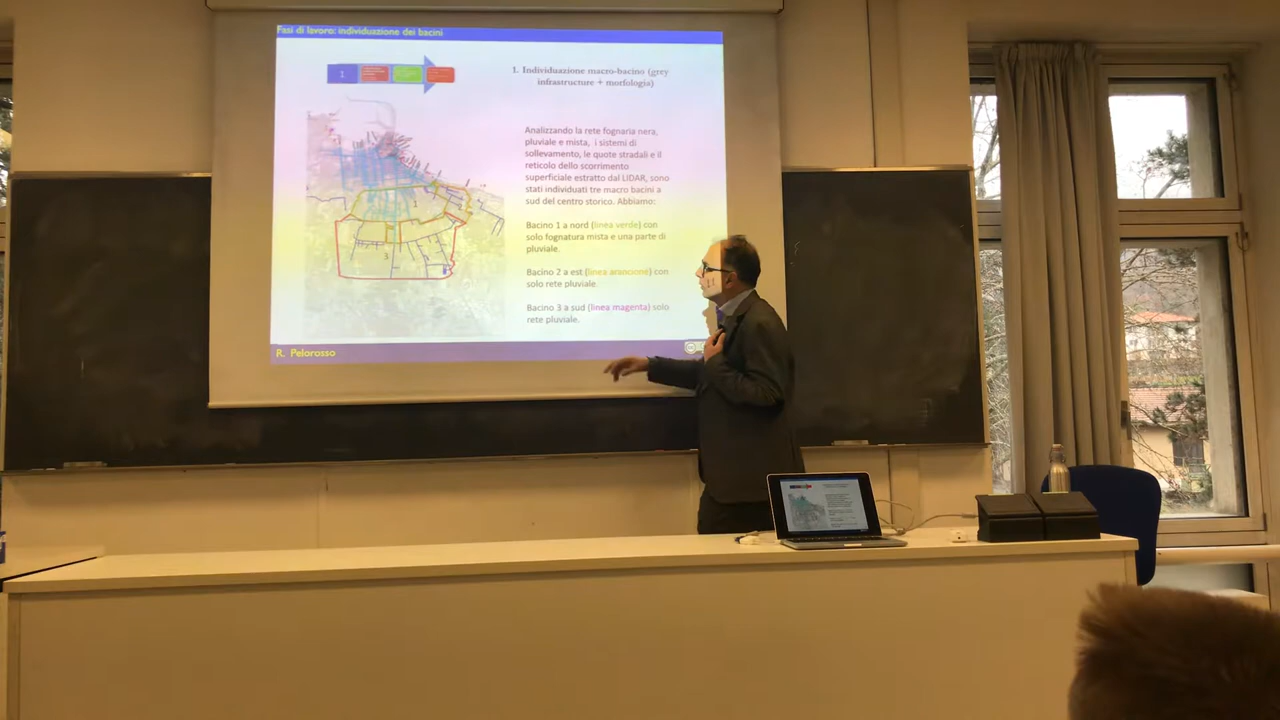 Fasi di lavoro: individuazione dei bacini
1
1. Individuazione macro-bacino (grey
infrastructure + morfologia)
Analizzando la rete fognaria nera,
pluviale e mista, i sistemi di
sollevamento, le quote stradali e il
reticolo dello scorrimento
superficiale estratto dal LIDAR, sono
stati individuati tre macro bacini a
sud del centro storico. Abbiamo:
Bacino 1 a nord (linea verde) con
solo fognatura mista e una parte di
pluviale.
Bacino 2 a est (linea arancione) con
solo rete pluviale.
Bacino 3 a sud (linea magenta) solo
rete pluviale.
1
3
R. Pelorosso